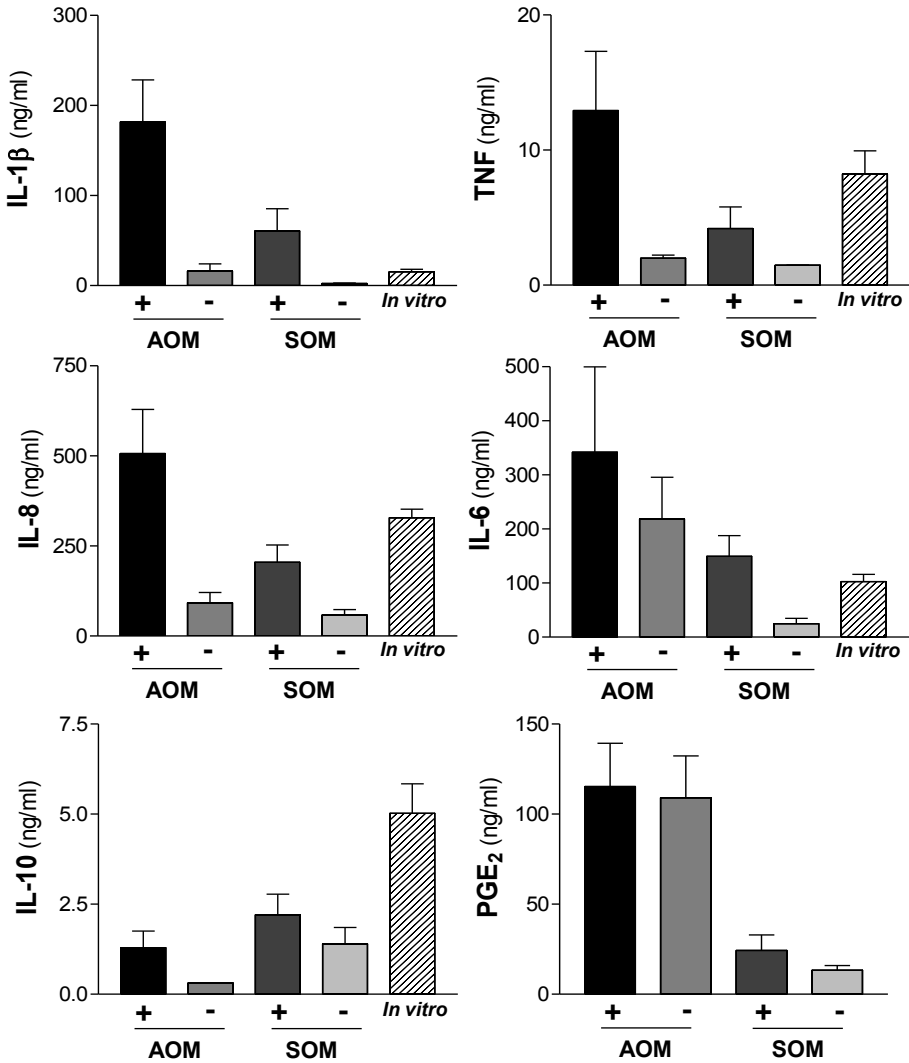 IL-1β (ng/ml)
300
200
100
0
+ - + - In vitro
AOM SOM
TNF (ng/ml)
20
10
0
+ - + - In vitro
AOM SOM
IL-8 (ng/ml)
750
500
250
0
+ - + - In vitro
AOM SOM
IL-6 (ng/ml)
500
400
300
200
100
0
+ - + - In vitro
AOM SOM
IL-10 (ng/ml)
7.5
5.0
2.5
0.0
+ - + - In vitro
AOM SOM
PGE₂ (ng/ml)
150
100
50
0
+ - + -
AOM SOM